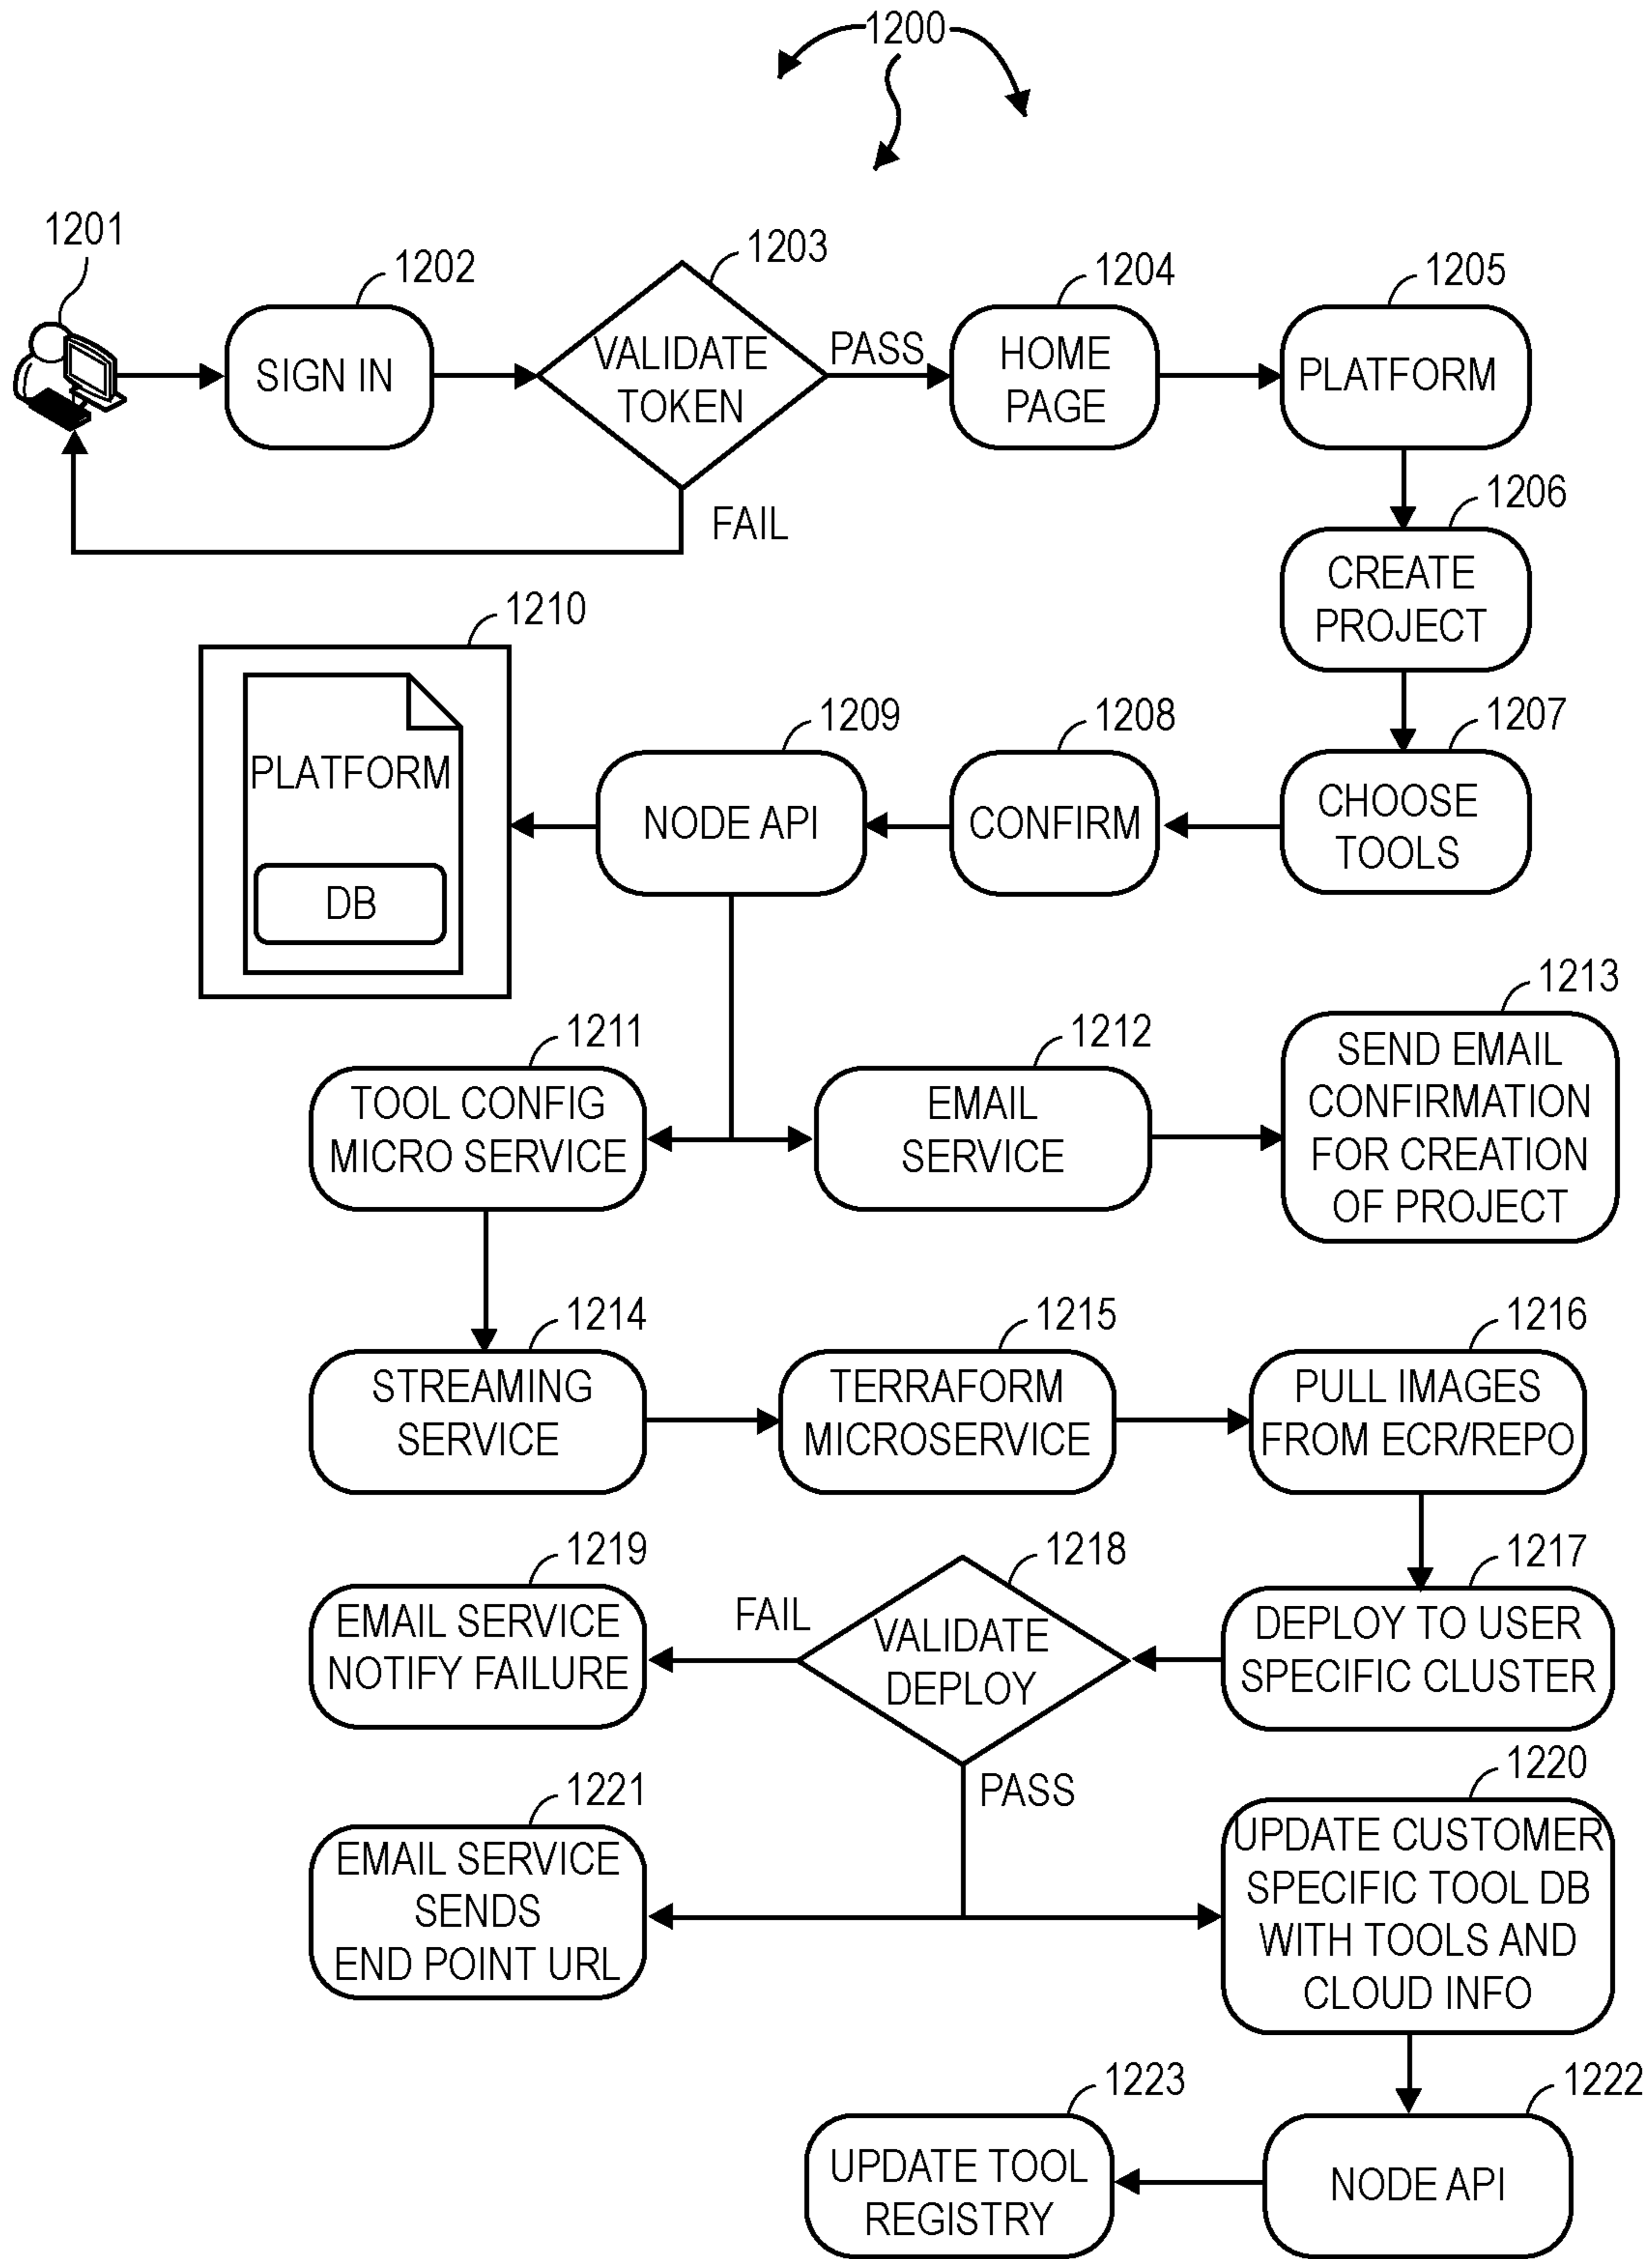 1200
1201
1202
1203
1204
1205
SIGN IN
VALIDATE
TOKEN
PASS
HOME
PAGE
PLATFORM
FAIL
1206
CREATE
PROJECT
1210
PLATFORM
DB
1209
NODE API
1208
CONFIRM
1207
CHOOSE
TOOLS
1211
TOOL CONFIG
MICRO SERVICE
1212
EMAIL
SERVICE
1213
SEND EMAIL
CONFIRMATION
FOR CREATION
OF PROJECT
1214
STREAMING
SERVICE
1215
TERRAFORM
MICROSERVICE
1216
PULL IMAGES
FROM ECR/REPO
1219
EMAIL SERVICE
NOTIFY FAILURE
FAIL
1218
VALIDATE
DEPLOY
PASS
1217
DEPLOY TO USER
SPECIFIC CLUSTER
1221
EMAIL SERVICE
SENDS
END POINT URL
1220
UPDATE CUSTOMER
SPECIFIC TOOL DB
WITH TOOLS AND
CLOUD INFO
1223
UPDATE TOOL
REGISTRY
1222
NODE API